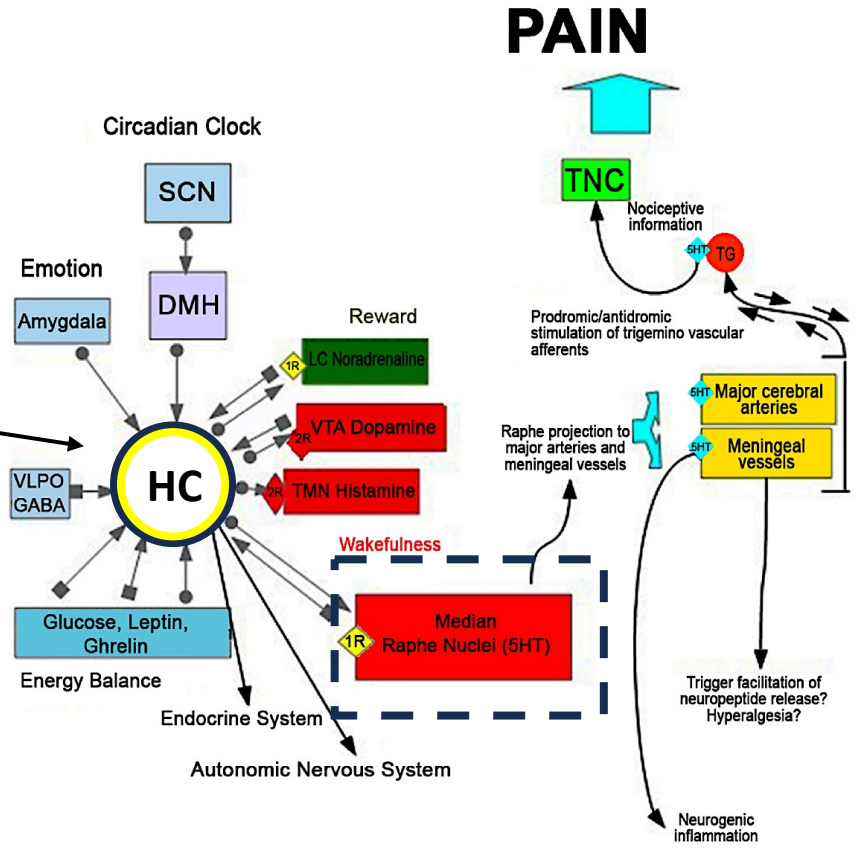 PAIN
Circadian Clock
SCN
TNC
Nociceptive
information
5HT
TG
Emotion
DMH
Amygdala
Reward
Prodromic/antidromic
stimulation of trigemino vascular
afferents
1R
LC Noradrenaline
2R
VTA Dopamine
5HT
Major cerebral
arteries
Raphe projection to
major arteries and
meningeal vessels
5HT
Meningeal
vessels
VLPO
GABA
HC
2R
TMN Histamine
Wakefulness
Glucose, Leptin,
Ghrelin
Median
Raphe Nuclei (5HT)
1R
Energy Balance
Endocrine System
Trigger facilitation of
neuropeptide release?
Hyperalgesia?
Autonomic Nervous System
Neurogenic
inflammation